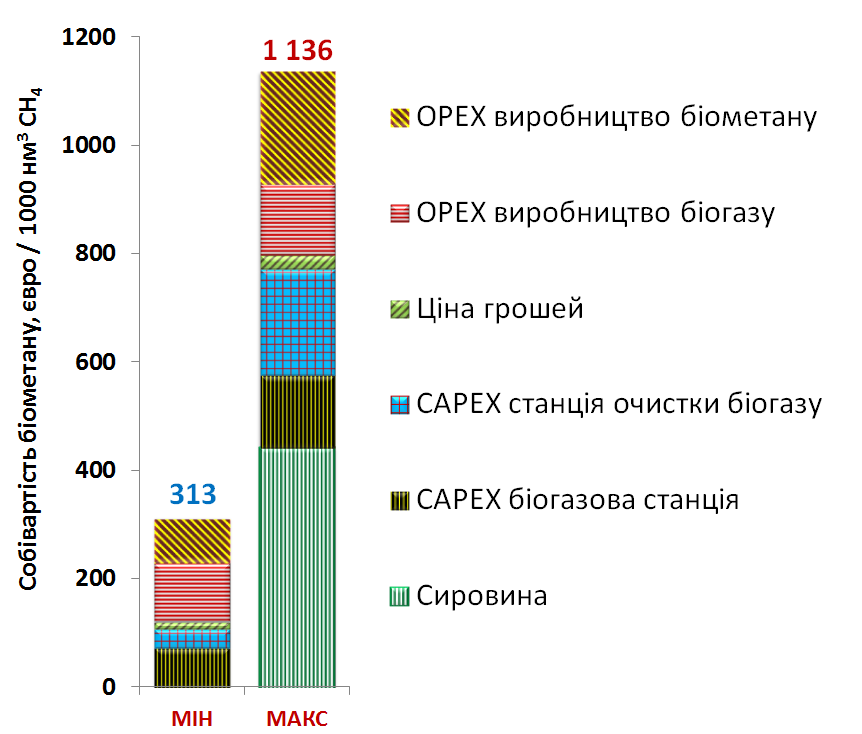 1200
1000
800
600
400
200
0
Собівартість біометану, євро / 1000 нм³ CH₄
313
1 136
МІН
МАКС
OPEX виробництво біометану
OPEX виробництво біогазу
Ціна грошей
CAPEX станція очистки біогазу
CAPEX біогазова станція
Сировина